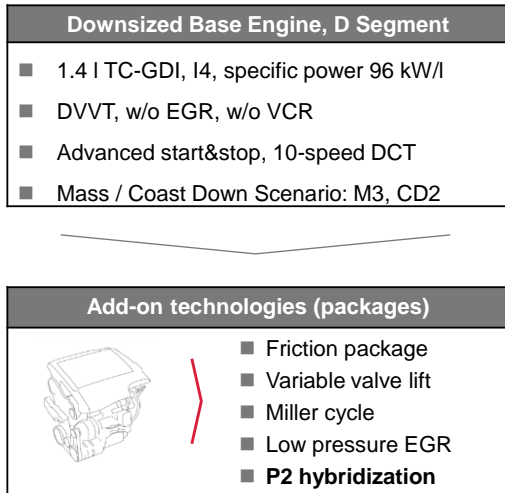 Downsized Base Engine, D Segment
■ 1.4 l TC-GDI, I4, specific power 96 kW/l
■ DVVT, w/o EGR, w/o VCR
■ Advanced start&stop, 10-speed DCT
■ Mass / Coast Down Scenario: M3, CD2
Add-on technologies (packages)
■ Friction package
■ Variable valve lift
■ Miller cycle
■ Low pressure EGR
■ P2 hybridization